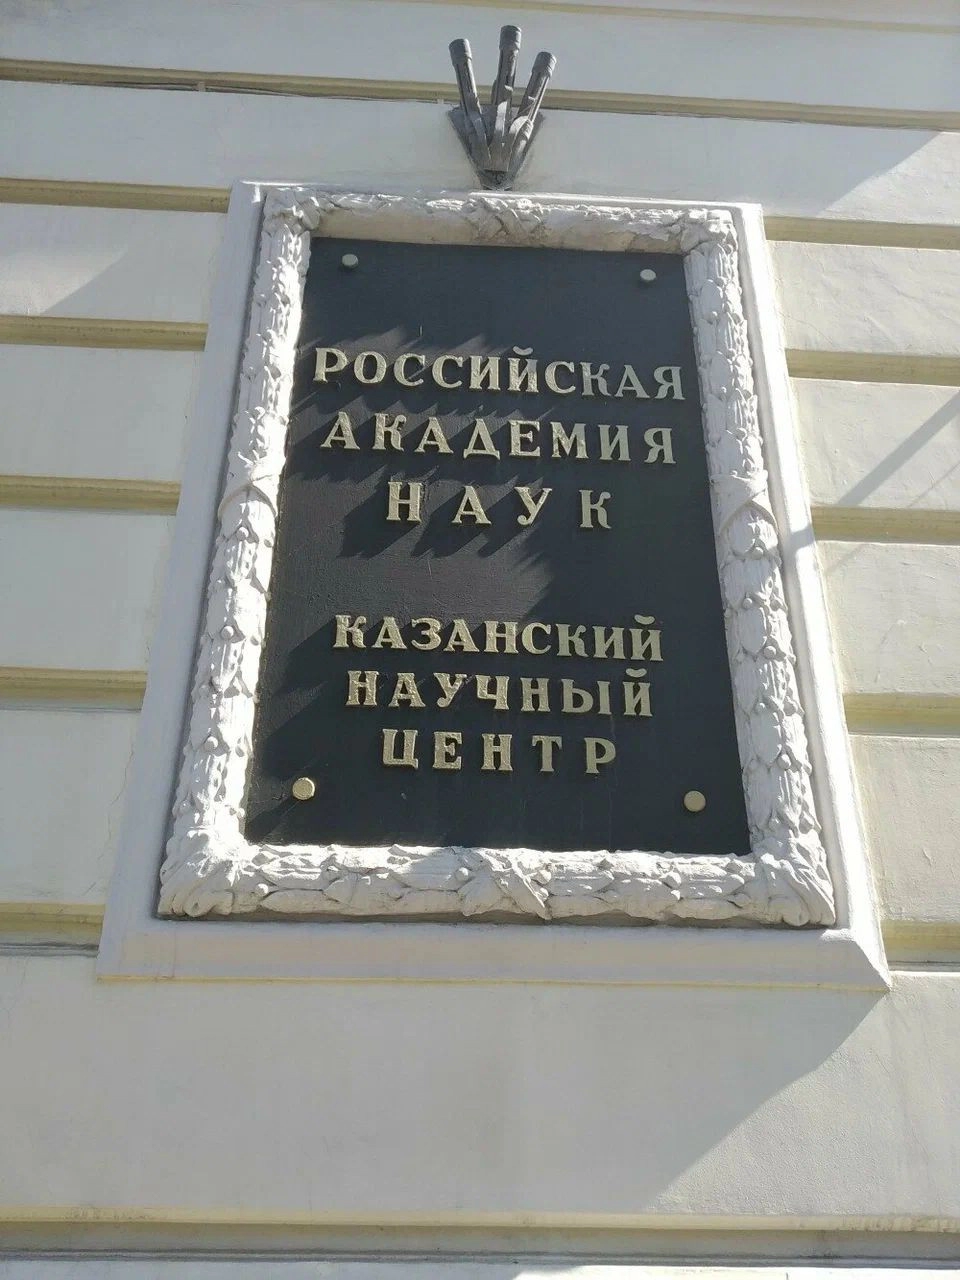 РОССИЙСКАЯ
АКАДЕМИЯ
НАУК
КАЗАНСКИЙ
НАУЧНЫЙ
ЦЕНТР